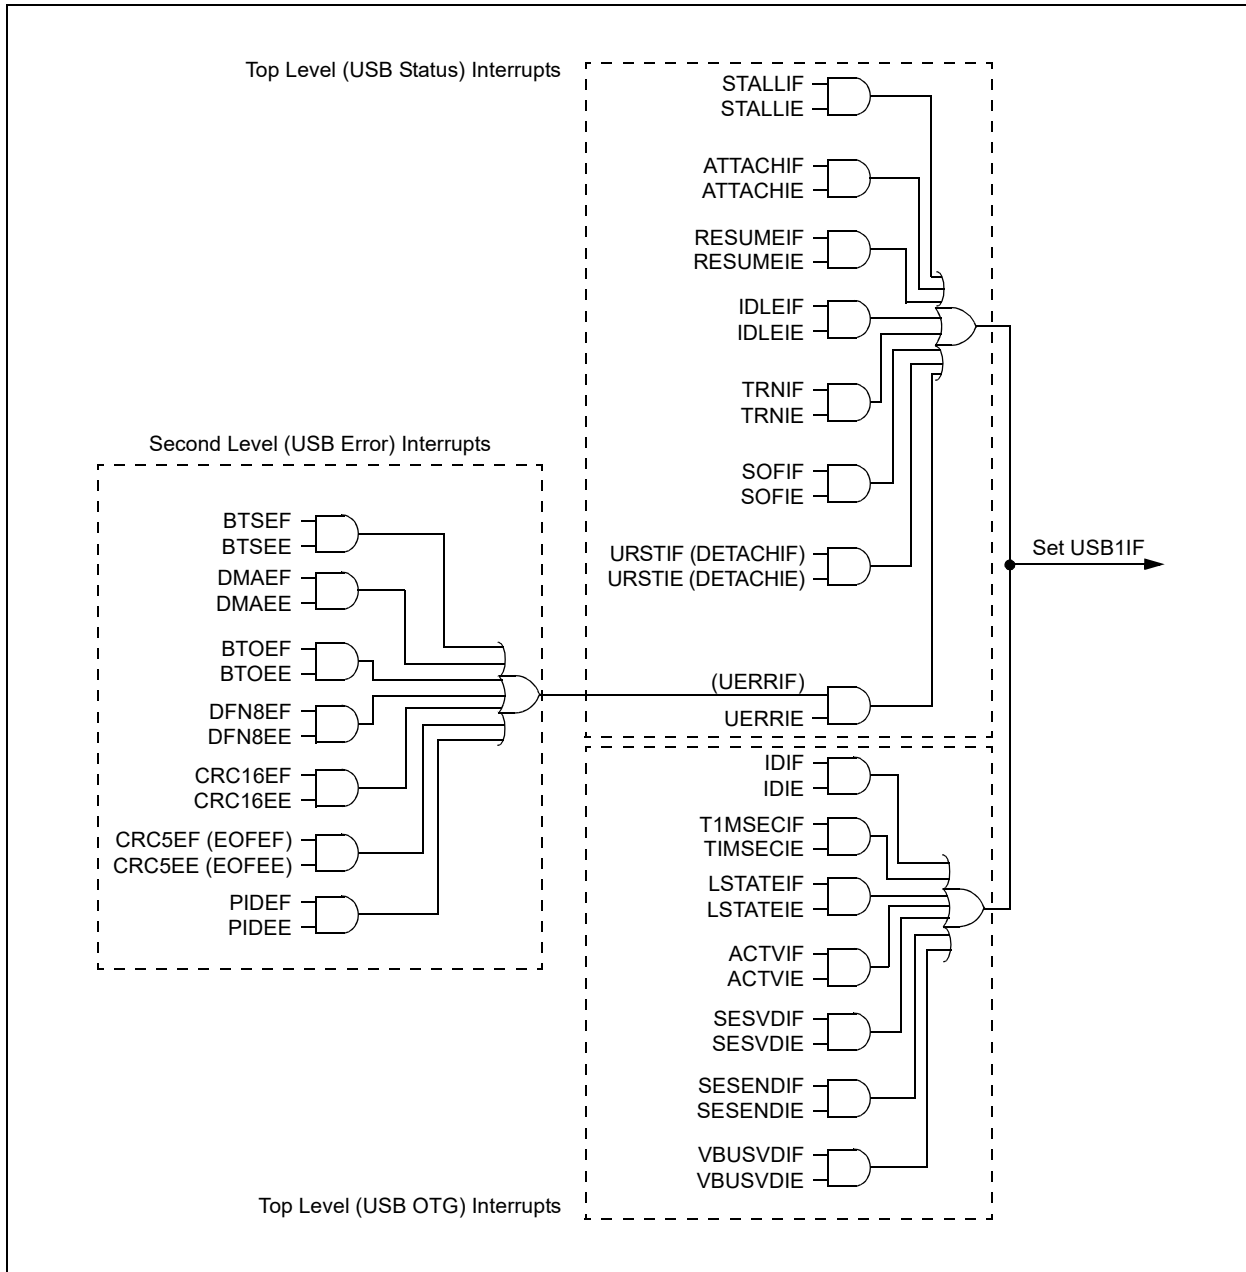 Top Level (USB Status) Interrupts
STALLIF
STALLIE
ATTACHIF
ATTACHIE
RESUMEIF
RESUMEIE
IDLEIF
IDLEIE
TRNIF
TRNIE
SOFIF
SOFIE
URSTIF (DETACHIF)
URSTIE (DETACHIE)
(UERRIF)
UERRIE
Second Level (USB Error) Interrupts
BTSEF
BTSEE
DMAEF
DMAEE
BTOEF
BTOEE
DFN8EF
DFN8EE
CRC16EF
CRC16EE
CRC5EF (EOFEF)
CRC5EE (EOFEE)
PIDEF
PIDEE
Set USB1IF
IDIF
IDIE
T1MSECIF
TIMSECIE
LSTATEIF
LSTATEIE
ACTVIF
ACTVIE
SESVDIF
SESVDIE
SESENDIF
SESENDIE
VBUSVDIF
VBUSVDIE
Top Level (USB OTG) Interrupts